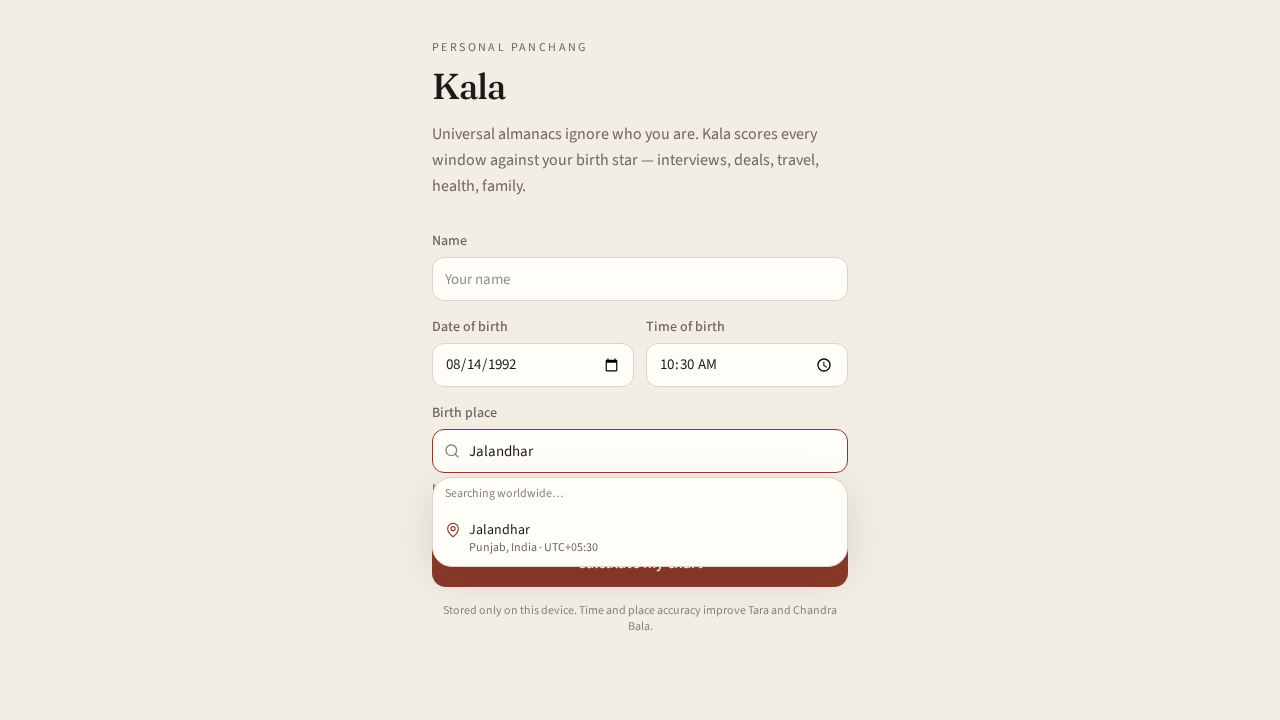 PERSONAL PANCHANG
Kala
Universal almanacs ignore who you are. Kala scores every
window against your birth star — interviews, deals, travel,
health, family.
Name
Your name
Date of birth
Time of birth
08/14/1992
10:30 AM
Birth place
Jalandhar
Searching worldwide…
Jalandhar
Punjab, India · UTC+05:30
Stored only on this device. Time and place accuracy improve Tara and Chandra
Bala.